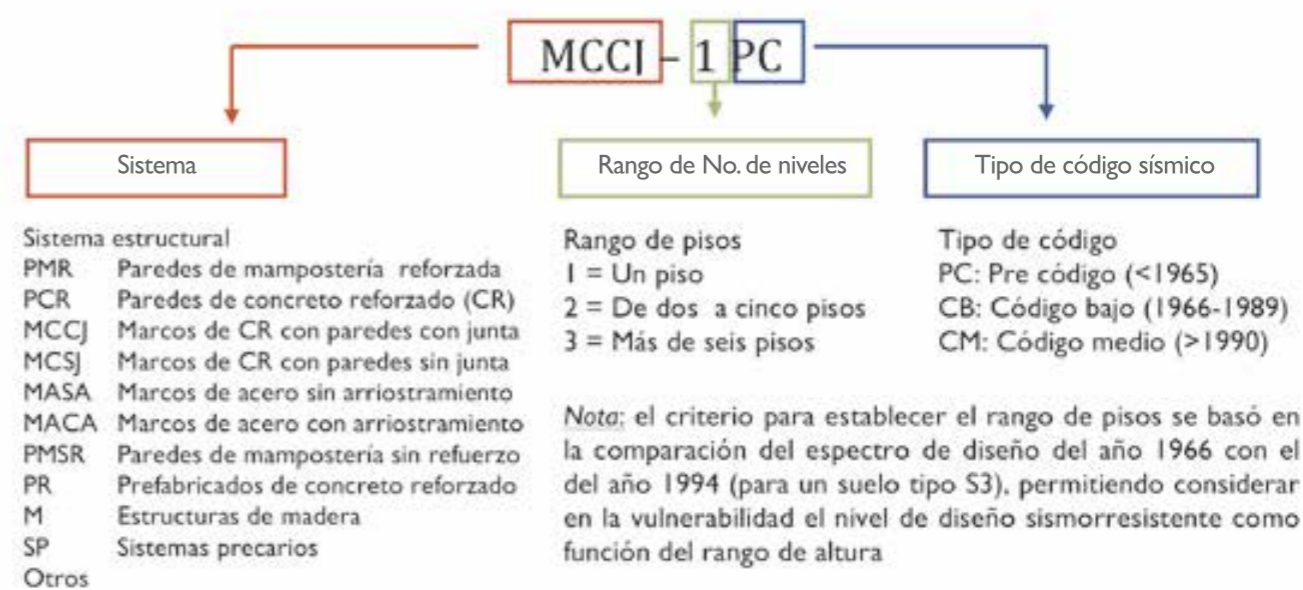 MCCJ – 1 PC
Sistema
Rango de No. de niveles
Tipo de código sísmico
Sistema estructural
PMR Paredes de mampostería reforzada
PCR Paredes de concreto reforzado (CR)
MCCJ Marcos de CR con paredes con junta
MCSJ Marcos de CR con paredes sin junta
MASA Marcos de acero sin arriostramiento
MACA Marcos de acero con arriostramiento
PMSR Paredes de mampostería sin refuerzo
PR Prefabricados de concreto reforzado
M Estructuras de madera
SP Sistemas precarios
Otros
Rango de pisos
1 = Un piso
2 = De dos a cinco pisos
3 = Más de seis pisos
Tipo de código
PC: Pre código (<1965)
CB: Código bajo (1966-1989)
CM: Código medio (>1990)
Nota: el criterio para establecer el rango de pisos se basó en
la comparación del espectro de diseño del año 1966 con el
del año 1994 (para un suelo tipo S3), permitiendo considerar
en la vulnerabilidad el nivel de diseño sismorresistente como
función del rango de altura